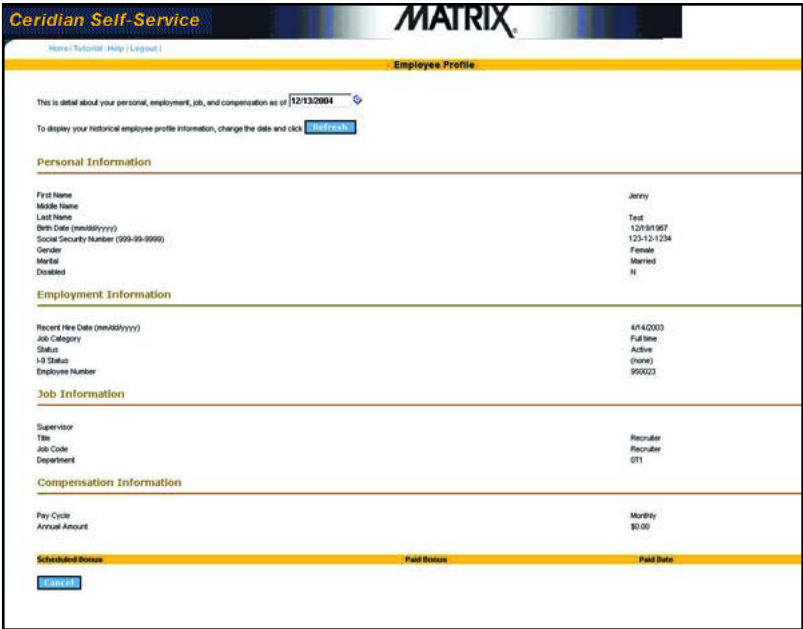 Ceridian Self-Service
MATRIX
Home | Tutorial | Help | Logout |
Employee Profile
This is detail about your personal, employment, job, and compensation as of 12/13/2004
To display your historical employee profile information, change the date and click Refresh
Personal Information
First Name Jenny
Middle Name
Last Name Test
Birth Date (mm/dd/yyyy) 12/19/1967
Social Security Number (999-99-9999) 123-12-1234
Gender Female
Marital Married
Disabled N
Employment Information
Recent Hire Date (mm/dd/yyyy) 4/14/2003
Job Category Full time
Status Active
I-9 Status (none)
Employee Number 950023
Job Information
Supervisor
Title Recruiter
Job Code Recruiter
Department 0T1
Compensation Information
Pay Cycle Monthly
Annual Amount $0.00
Scheduled Bonus Paid Bonus Paid Date
Cancel